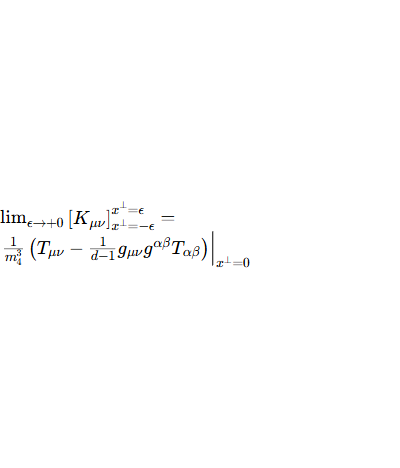 lim_{ϵ→+0} [K_{μν}]_{x^⊥=−ϵ}^{x^⊥=ϵ} =
\frac{1}{m_4^3} (T_{μν} − \frac{1}{d−1} g_{μν} g^{αβ} T_{αβ})|_{x^⊥=0}